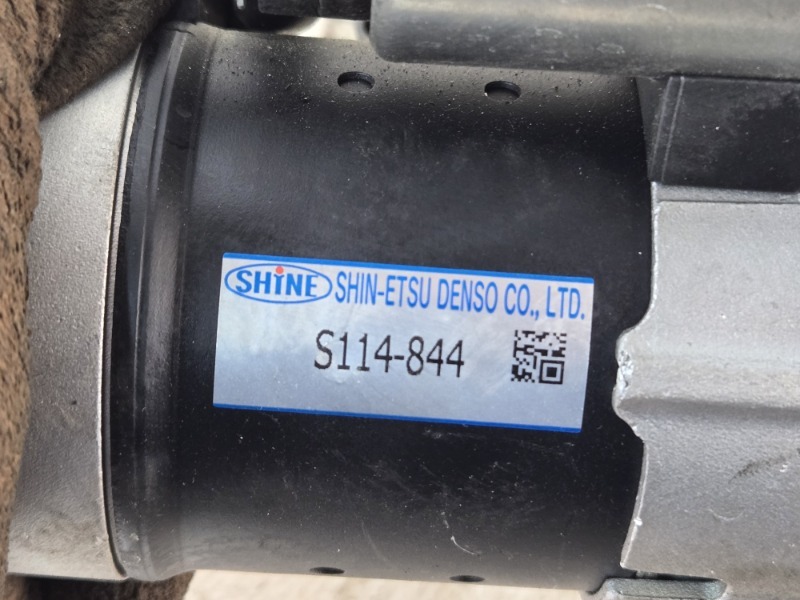 SHiNE SHIN-ETSU DENSO CO., LTD.
S114-844